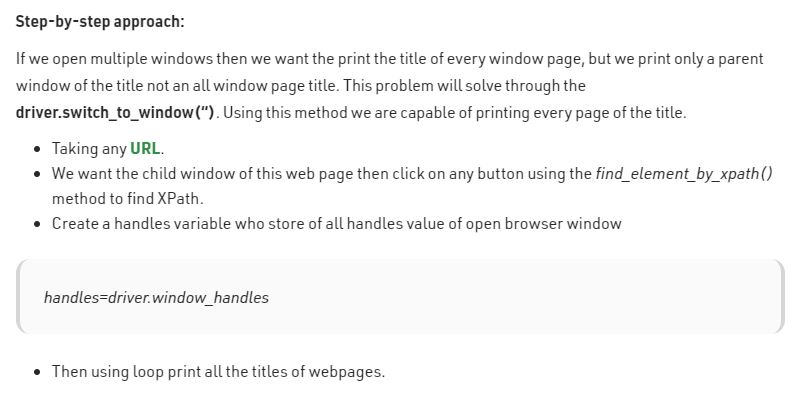 Step-by-step approach:
If we open multiple windows then we want the print the title of every window page, but we print only a parent
window of the title not an all window page title. This problem will solve through the
driver.switch_to_window(“). Using this method we are capable of printing every page of the title.
• Taking any URL.
• We want the child window of this web page then click on any button using the find_element_by_xpath()
method to find XPath.
• Create a handles variable who store of all handles value of open browser window
handles=driver.window_handles
• Then using loop print all the titles of webpages.